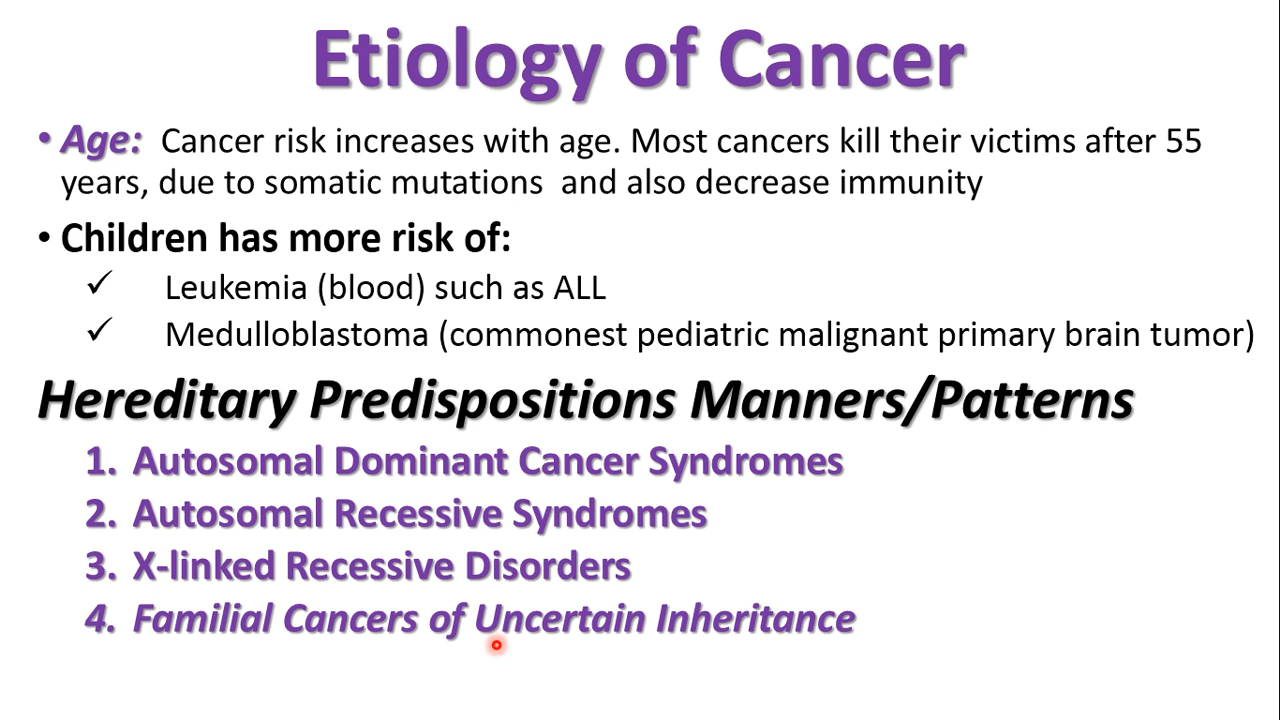 Etiology of Cancer
• Age: Cancer risk increases with age. Most cancers kill their victims after 55
years, due to somatic mutations and also decrease immunity
• Children has more risk of:
✓ Leukemia (blood) such as ALL
✓ Medulloblastoma (commonest pediatric malignant primary brain tumor)
Hereditary Predispositions Manners/Patterns
1. Autosomal Dominant Cancer Syndromes
2. Autosomal Recessive Syndromes
3. X-linked Recessive Disorders
4. Familial Cancers of Uncertain Inheritance